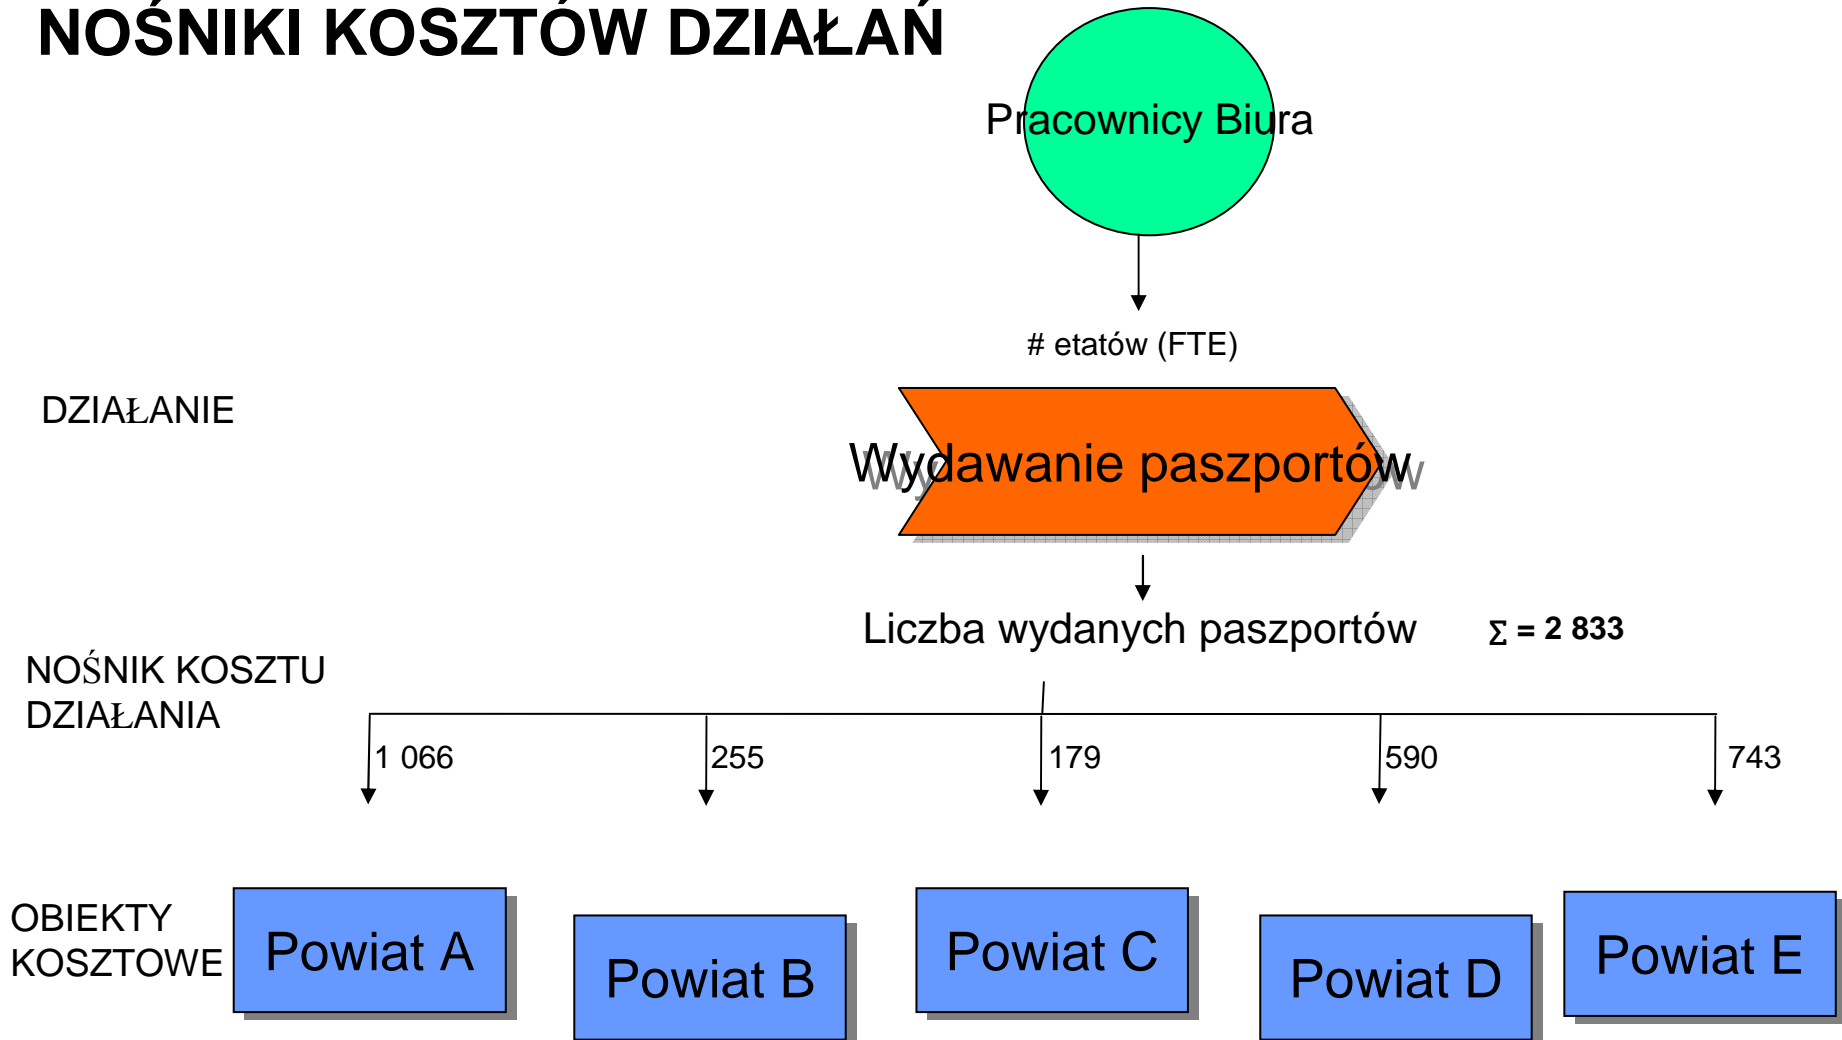 NOŚNIKI KOSZTÓW DZIAŁAŃ
Pracownicy Biura
# etatów (FTE)
DZIAŁANIE
Wydawanie paszportów
Liczba wydanych paszportów
Σ = 2 833
NOŚNIK KOSZTU
DZIAŁANIA
1 066
255
179
590
743
OBIEKTY
KOSZTOWE
Powiat A
Powiat B
Powiat C
Powiat D
Powiat E